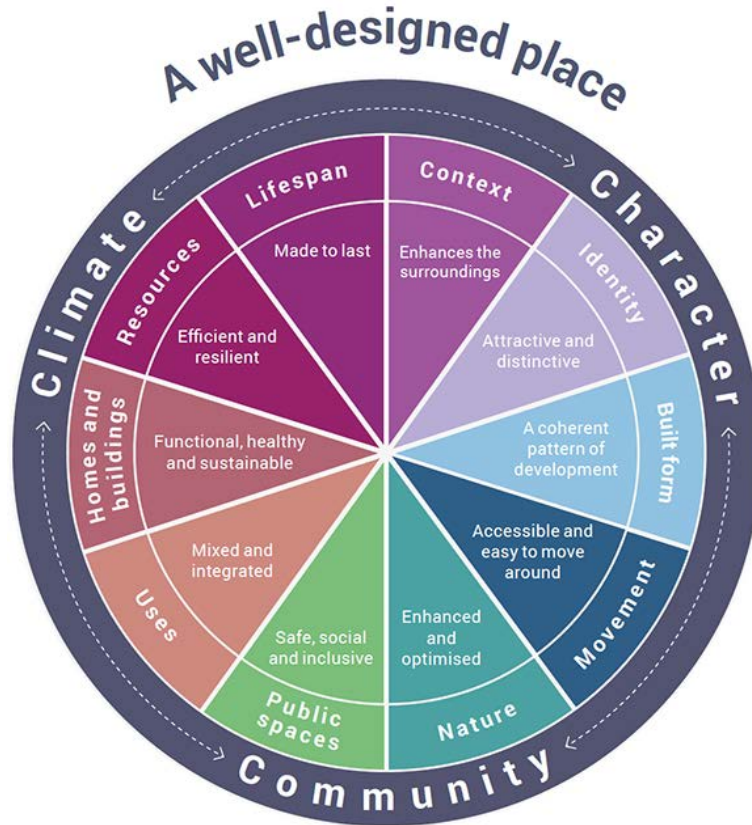 A well-designed place
Climate
Character
Community
Context
Enhances the
surroundings
Identity
Attractive and
distinctive
Built form
A coherent
pattern of
development
Movement
Accessible and
easy to move
around
Nature
Enhanced
and
optimised
Public
spaces
Safe, social
and inclusive
Uses
Mixed and
integrated
Homes and
buildings
Functional, healthy
and sustainable
Resources
Efficient and
resilient
Lifespan
Made to last